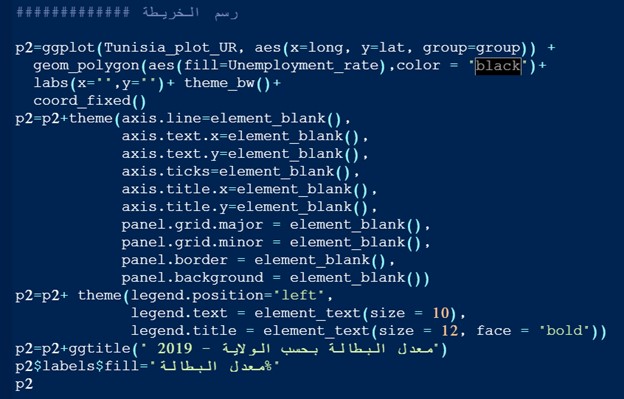 ############# رسم الخريطة
p2=ggplot(Tunisia_plot_UR, aes(x=long, y=lat, group=group)) +
geom_polygon(aes(fill=Unemployment_rate),color = "black")+
labs(x="",y="")+ theme_bw()+
coord_fixed()
p2=p2+theme(axis.line=element_blank(),
axis.text.x=element_blank(),
axis.text.y=element_blank(),
axis.ticks=element_blank(),
axis.title.x=element_blank(),
axis.title.y=element_blank(),
panel.grid.major = element_blank(),
panel.grid.minor = element_blank(),
panel.border = element_blank(),
panel.background = element_blank())
p2=p2+ theme(legend.position="left",
legend.text = element_text(size = 10),
legend.title = element_text(size = 12, face = "bold"))
p2=p2+ggtitle(" معدل البطالة بحسب الولاية - 2019")
p2$labels$fill="معدل البطالة%"
p2